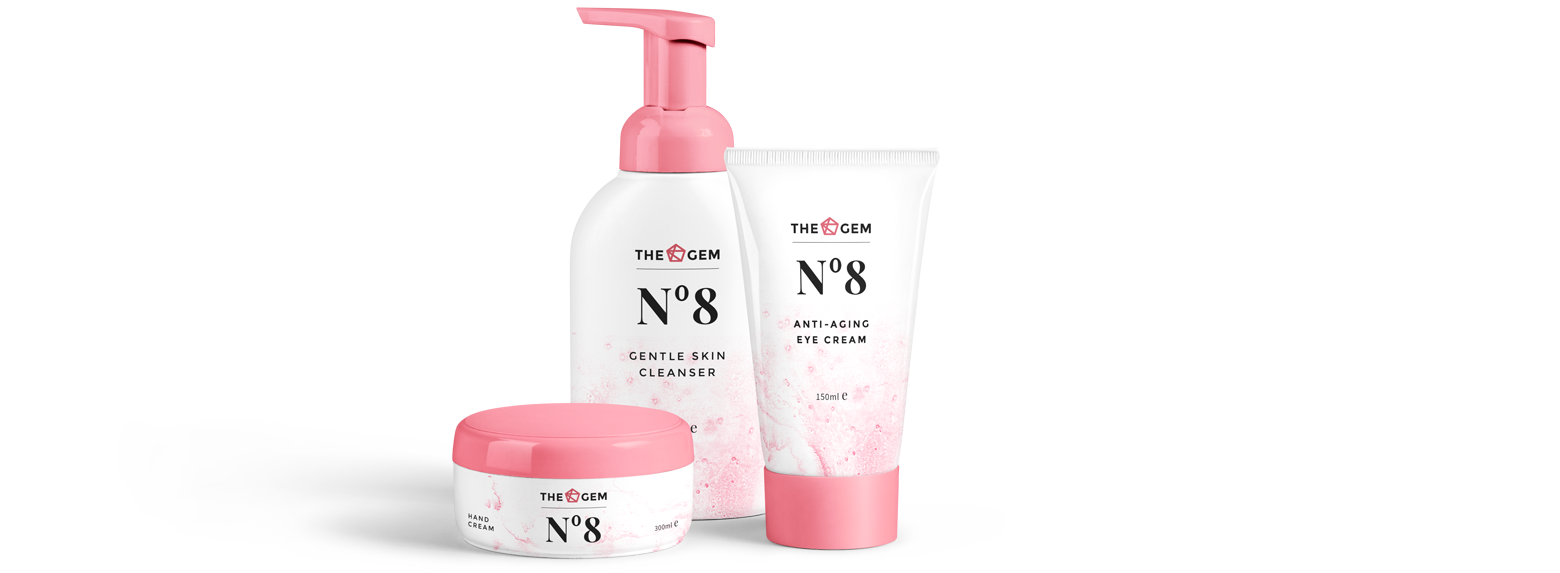 THE GEM
Nº8
GENTLE SKIN
CLEANSER
e
THE GEM
Nº8
ANTI-AGING
EYE CREAM
150ml e
THE GEM
Nº8
HAND
CREAM
300ml e